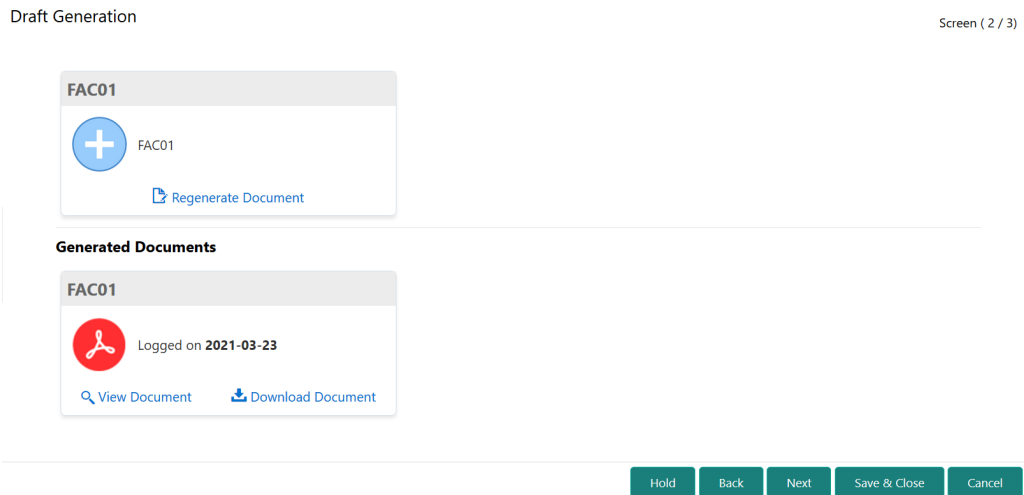 Draft Generation
Screen ( 2 / 3)
FAC01
FAC01
Regenerate Document
Generated Documents
FAC01
Logged on 2021-03-23
View Document Download Document
Hold Back Next Save & Close Cancel